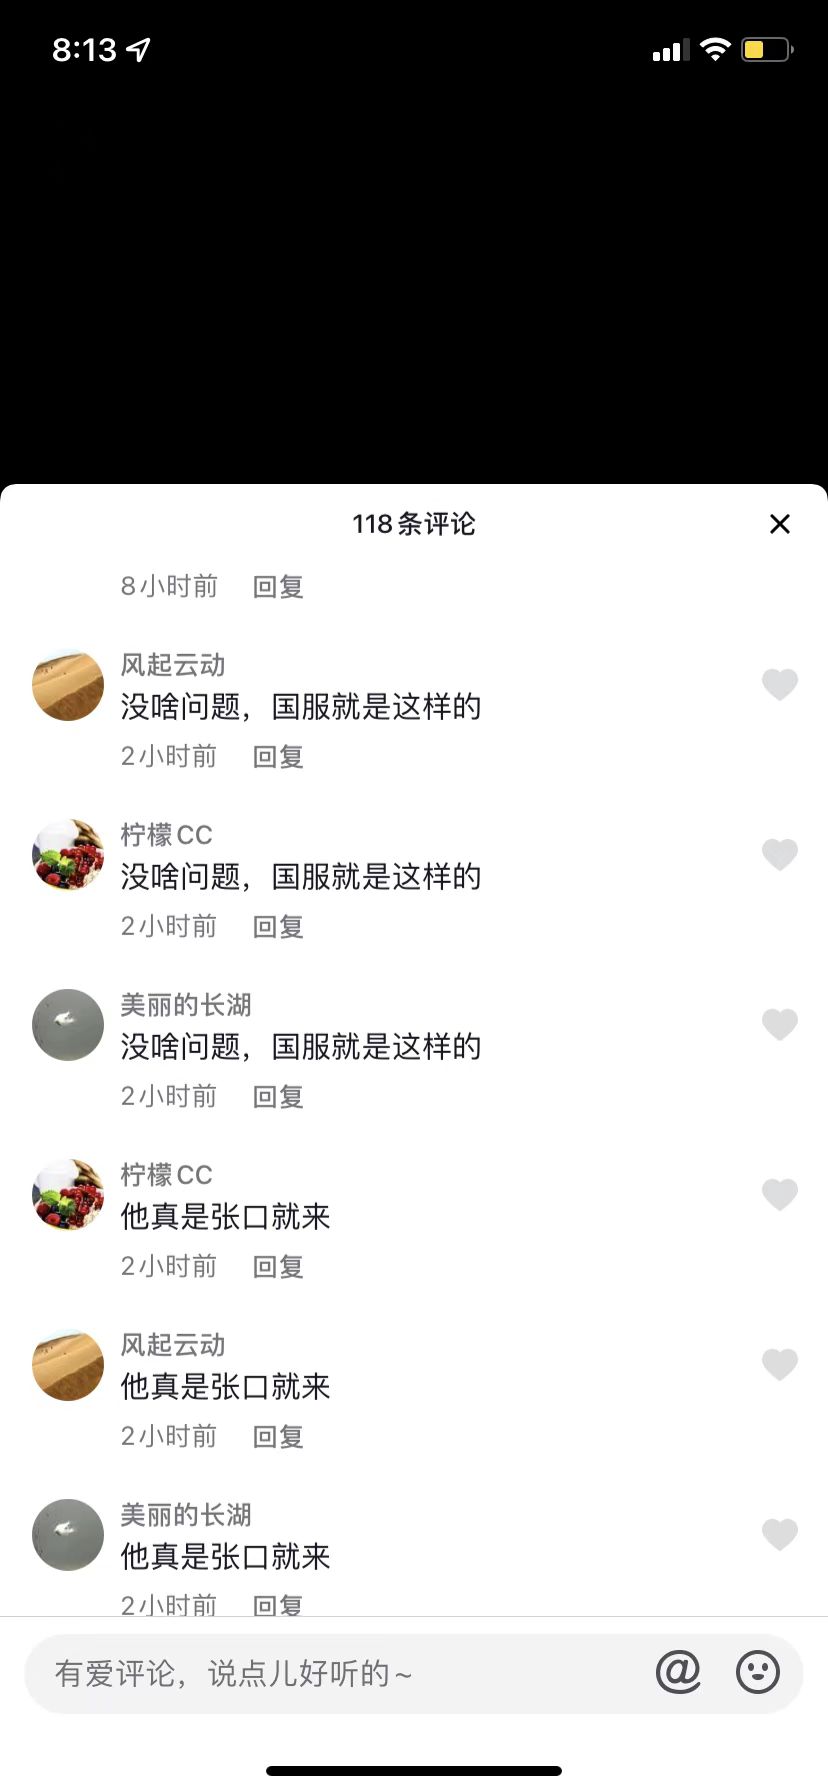 8:13
118条评论
8小时前 回复
风起云动
没啥问题，国服就是这样的
2小时前 回复
柠檬CC
没啥问题，国服就是这样的
2小时前 回复
美丽的长湖
没啥问题，国服就是这样的
2小时前 回复
柠檬CC
他真是张口就来
2小时前 回复
风起云动
他真是张口就来
2小时前 回复
美丽的长湖
他真是张口就来
2小时前 回复
有爱评论，说点儿好听的~ @